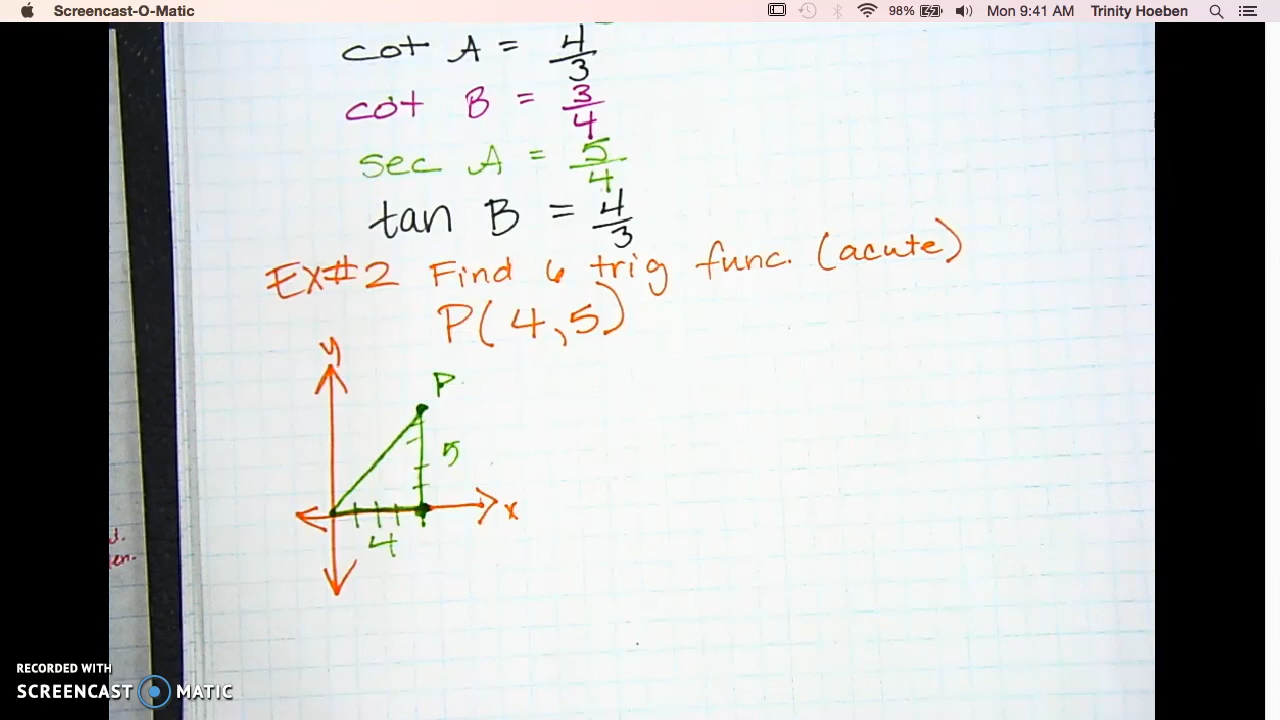 Screencast-O-Matic 98% Mon 9:41 AM Trinity Hoeben
cot A = 4/3
cot B = 3/4
sec A = 5/4
tan B = 4/3
EX#2 Find 6 trig func. (acute)
P(4,5)
y
P
5
x
4
RECORDED WITH
SCREENCAST MATIC